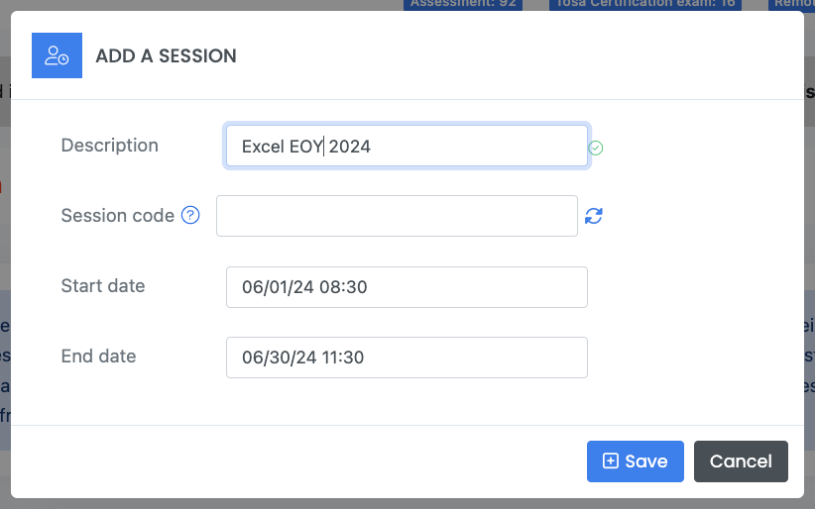 Assessment: 92 Tosa Certification exam: 16
ADD A SESSION
Description Excel EOY 2024
Session code ?
Start date 06/01/24 08:30
End date 06/30/24 11:30
Save Cancel